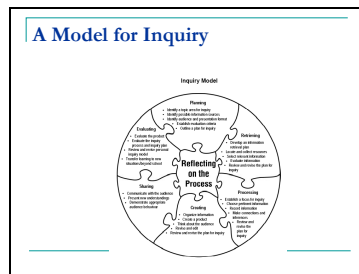 A Model for Inquiry
Inquiry Model
Planning
• Identify a topic area for inquiry
• Identify possible information sources
• Identify audience and presentation format
• Establish evaluation criteria
• Outline a plan for inquiry
Retrieving
• Develop an information
retrieval plan
• Locate and collect resources
• Select relevant information
• Evaluate information
• Review and revise the plan for
inquiry
Processing
• Establish a focus for inquiry
• Choose pertinent information
• Record information
• Make connections and
inferences
• Review and
revise the
plan for
inquiry
Creating
• Organize information
• Create a product
• Think about the audience
• Revise and edit
• Review and revise the plan for inquiry
Sharing
• Communicate with the audience
• Present new understandings
• Demonstrate appropriate
audience behaviour
Evaluating
• Evaluate the product
• Evaluate the inquiry
process and inquiry plan
• Review and revise personal
inquiry model
• Transfer learning to new
situations/beyond school
Reflecting
on the
Process